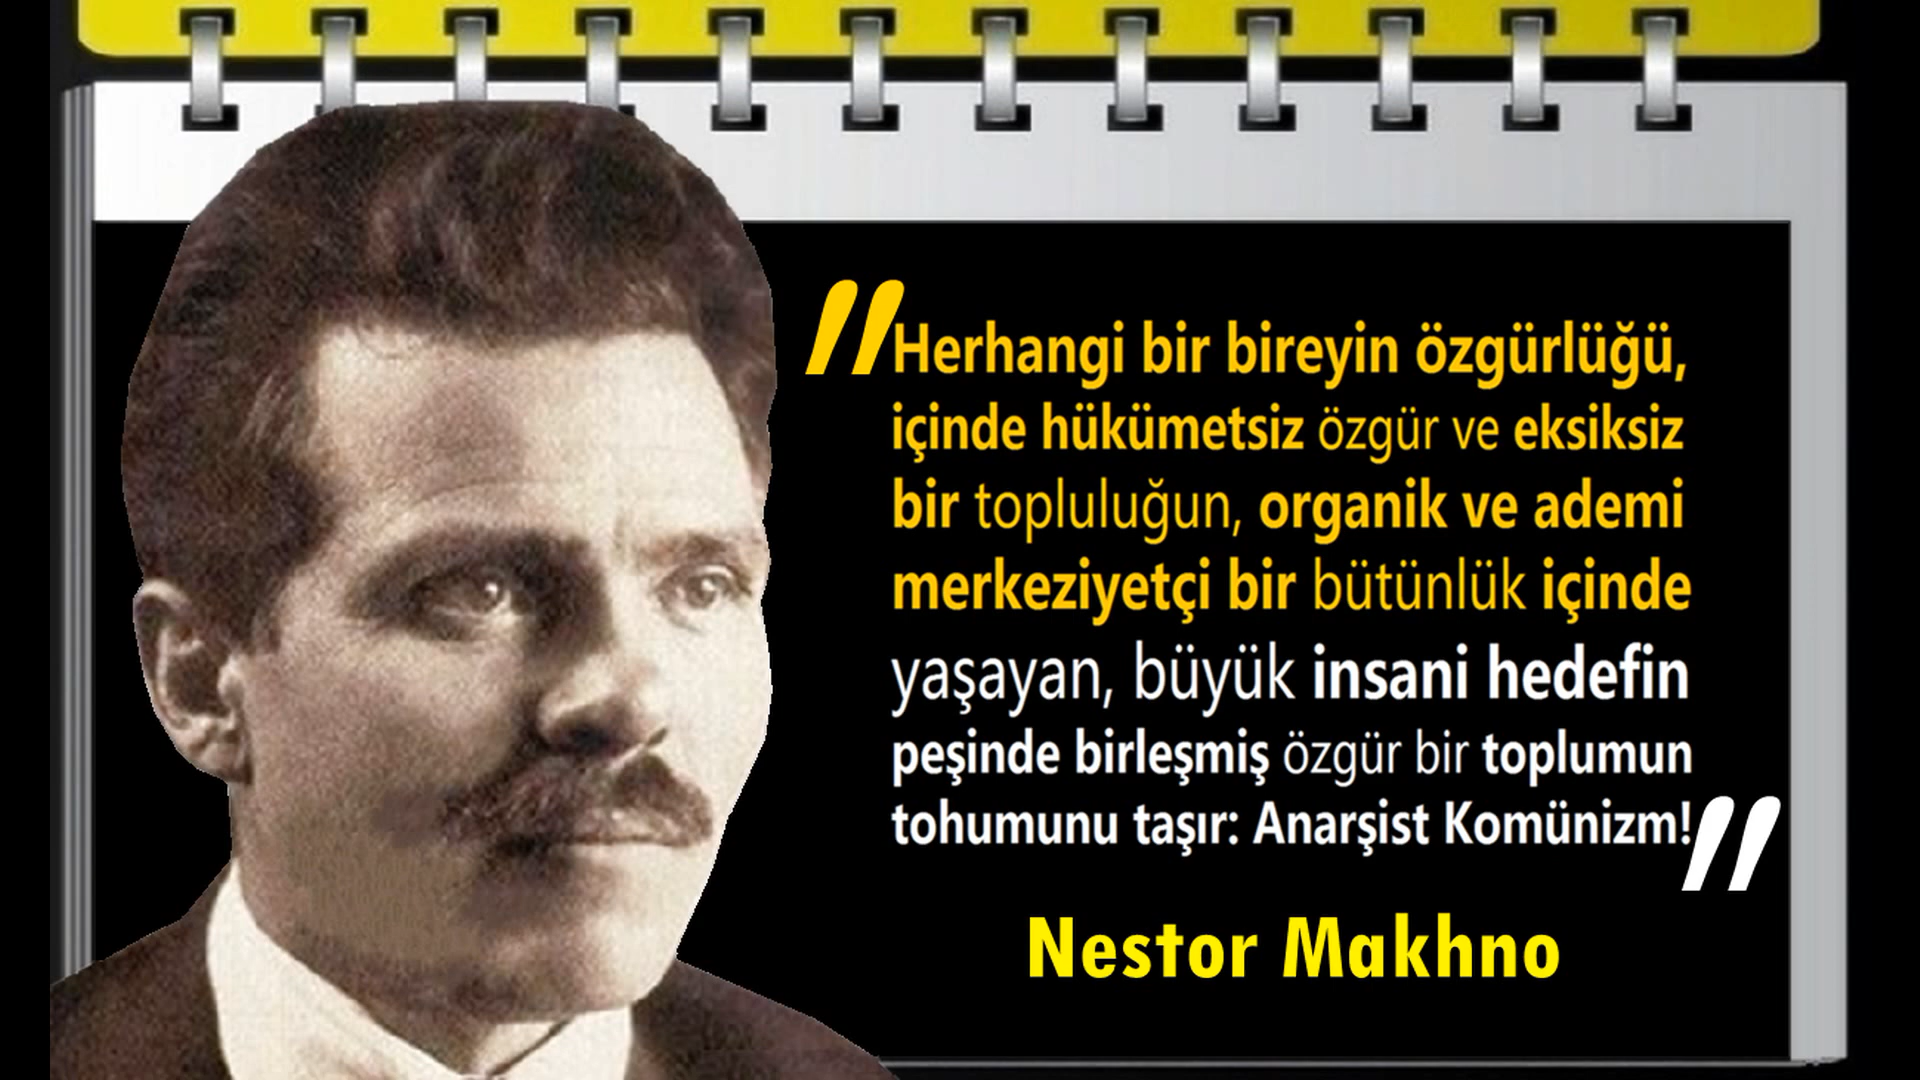 "Herhangi bir bireyin özgürlüğü,
içinde hükümetsiz özgür ve eksiksiz
bir topluluğun, organik ve ademi
merkeziyetçi bir bütünlük içinde
yaşayan, büyük insani hedefin
peşinde birleşmiş özgür bir toplumun
tohumunu taşır: Anarşist Komünizm!"
Nestor Makhno